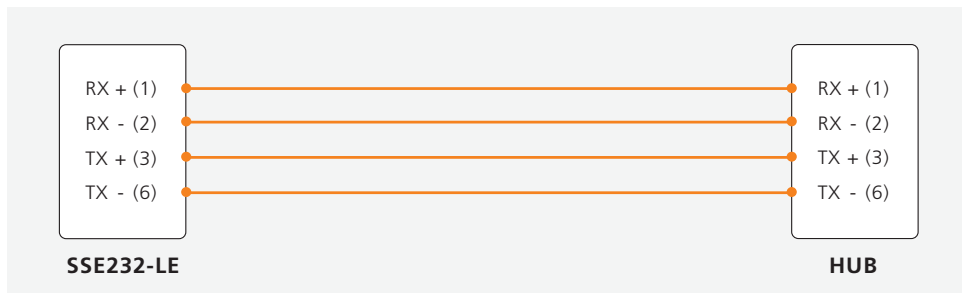 RX + (1) RX + (1)
RX - (2) RX - (2)
TX + (3) TX + (3)
TX - (6) TX - (6)
SSE232-LE HUB